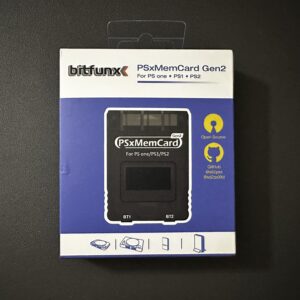 bitfunx
PSxMemCard Gen2
For PS one • PS1 • PS2
Gen2
PSxMemCard
For PS one/PS1/PS2
BT1
BT2
Open Source
GitHub